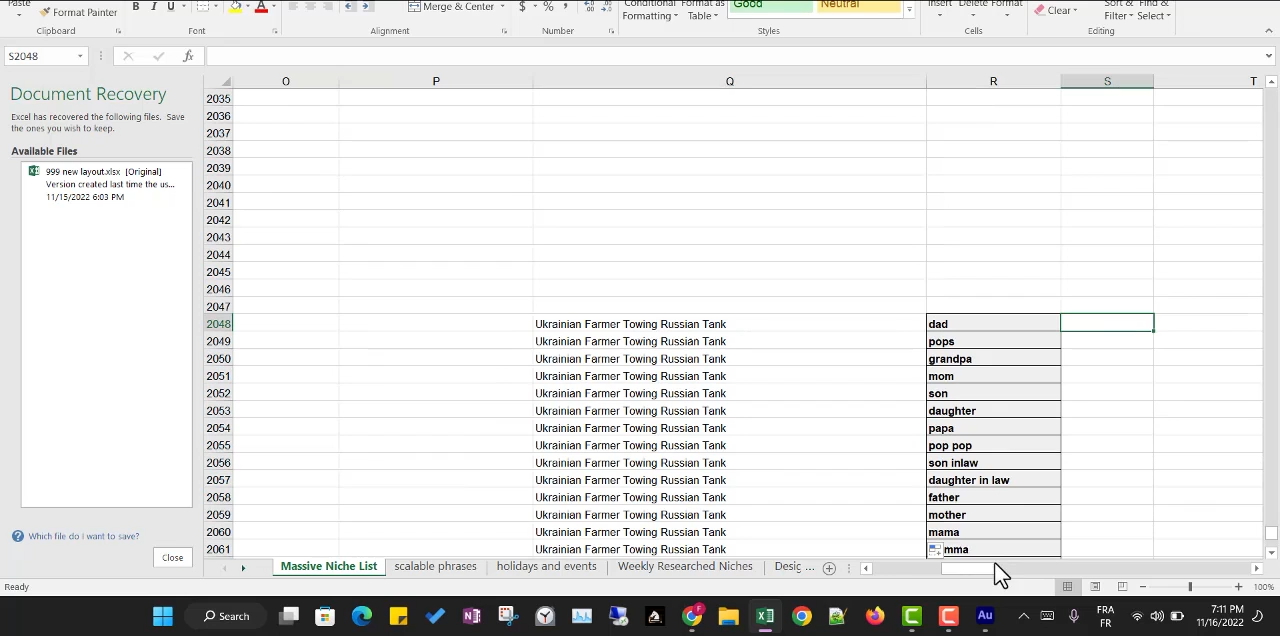 Paste
Format Painter
B I U
A
Merge & Center
$ % ,
Conditional
Formatting
Format as
Table
Good
Neutral
Insert Delete Format
Clear
Sort &
Filter
Find &
Select
Clipboard
Font
Alignment
Number
Styles
Cells
Editing
S2048
fx
O P Q R S T
Document Recovery
Excel has recovered the following files. Save
the ones you wish to keep.
Available Files
999 new layout.xlsx [Original]
Version created last time the us...
11/15/2022 6:03 PM
Which file do I want to save?
Close
2035
2036
2037
2038
2039
2040
2041
2042
2043
2044
2045
2046
2047
2048 Ukrainian Farmer Towing Russian Tank dad
2049 Ukrainian Farmer Towing Russian Tank pops
2050 Ukrainian Farmer Towing Russian Tank grandpa
2051 Ukrainian Farmer Towing Russian Tank mom
2052 Ukrainian Farmer Towing Russian Tank son
2053 Ukrainian Farmer Towing Russian Tank daughter
2054 Ukrainian Farmer Towing Russian Tank papa
2055 Ukrainian Farmer Towing Russian Tank pop pop
2056 Ukrainian Farmer Towing Russian Tank son inlaw
2057 Ukrainian Farmer Towing Russian Tank daughter in law
2058 Ukrainian Farmer Towing Russian Tank father
2059 Ukrainian Farmer Towing Russian Tank mother
2060 Ukrainian Farmer Towing Russian Tank mama
2061 Ukrainian Farmer Towing Russian Tank mma
Massive Niche List scalable phrases holidays and events Weekly Researched Niches Desig ...
Ready
100%
Search
Au
FRA
FR
7:11 PM
11/16/2022